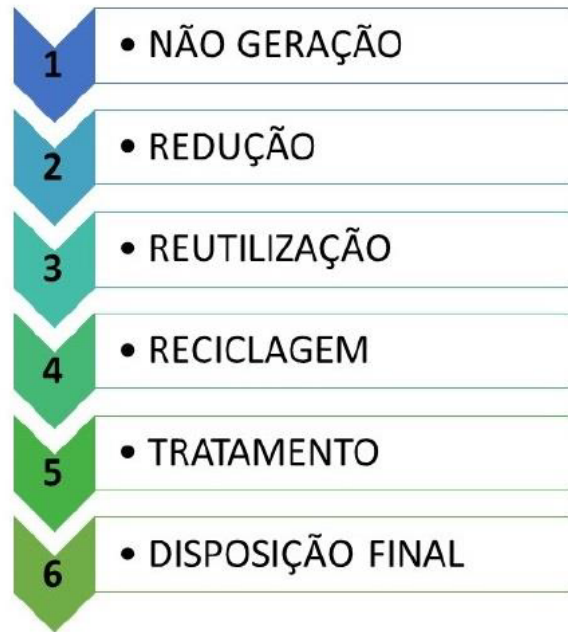 1 • NÃO GERAÇÃO
2 • REDUÇÃO
3 • REUTILIZAÇÃO
4 • RECICLAGEM
5 • TRATAMENTO
6 • DISPOSIÇÃO FINAL